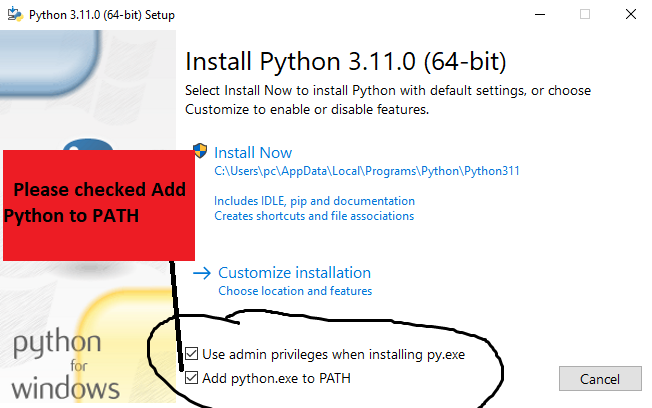 Python 3.11.0 (64-bit) Setup
Install Python 3.11.0 (64-bit)
Select Install Now to install Python with default settings, or choose
Customize to enable or disable features.
Install Now
C:\Users\pc\AppData\Local\Programs\Python\Python311
Includes IDLE, pip and documentation
Creates shortcuts and file associations
Please checked Add
Python to PATH
Customize installation
Choose location and features
Use admin privileges when installing py.exe
Add python.exe to PATH
python
for
windows
Cancel